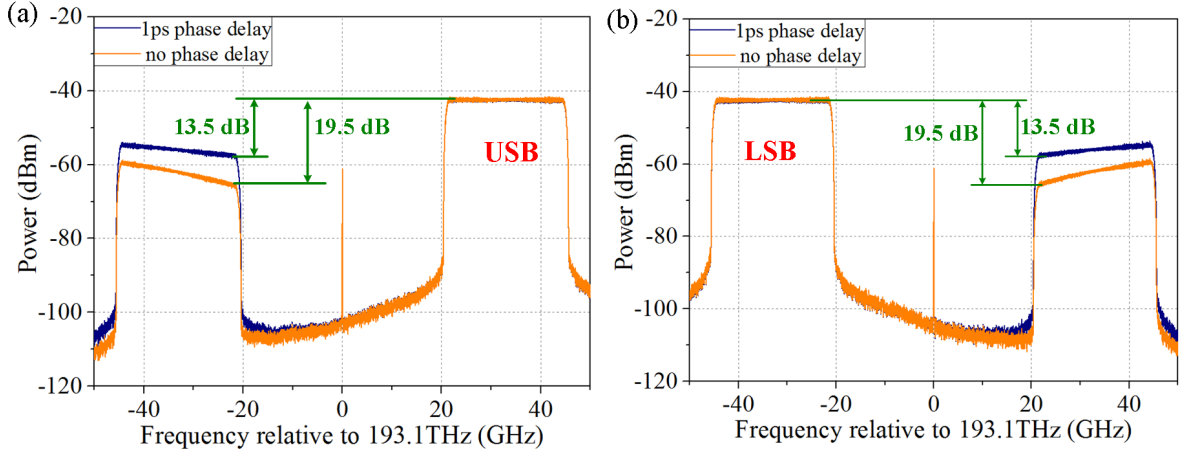 (a)
-20
-40
-60
-80
-100
-120
Power (dBm)
1ps phase delay
no phase delay
13.5 dB
19.5 dB
USB
-40
-20
0
20
40
Frequency relative to 193.1THz (GHz)
(b)
-20
-40
-60
-80
-100
-120
Power (dBm)
1ps phase delay
no phase delay
19.5 dB
13.5 dB
LSB
-40
-20
0
20
40
Frequency relative to 193.1THz (GHz)